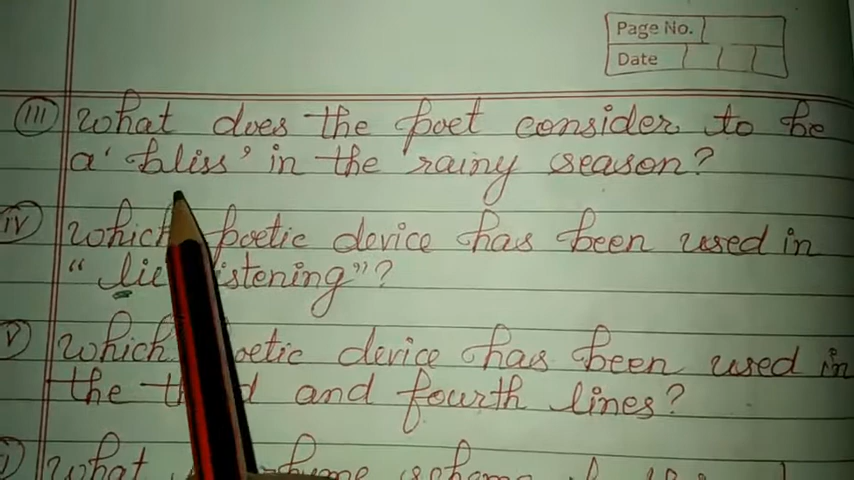 Page No.
Date
(iii) What does the poet consider to be
a 'bliss' in the rainy season?
(iv) Which poetic device has been used in
" listening"?
(v) Which poetic device has been used in
the and fourth lines?
What